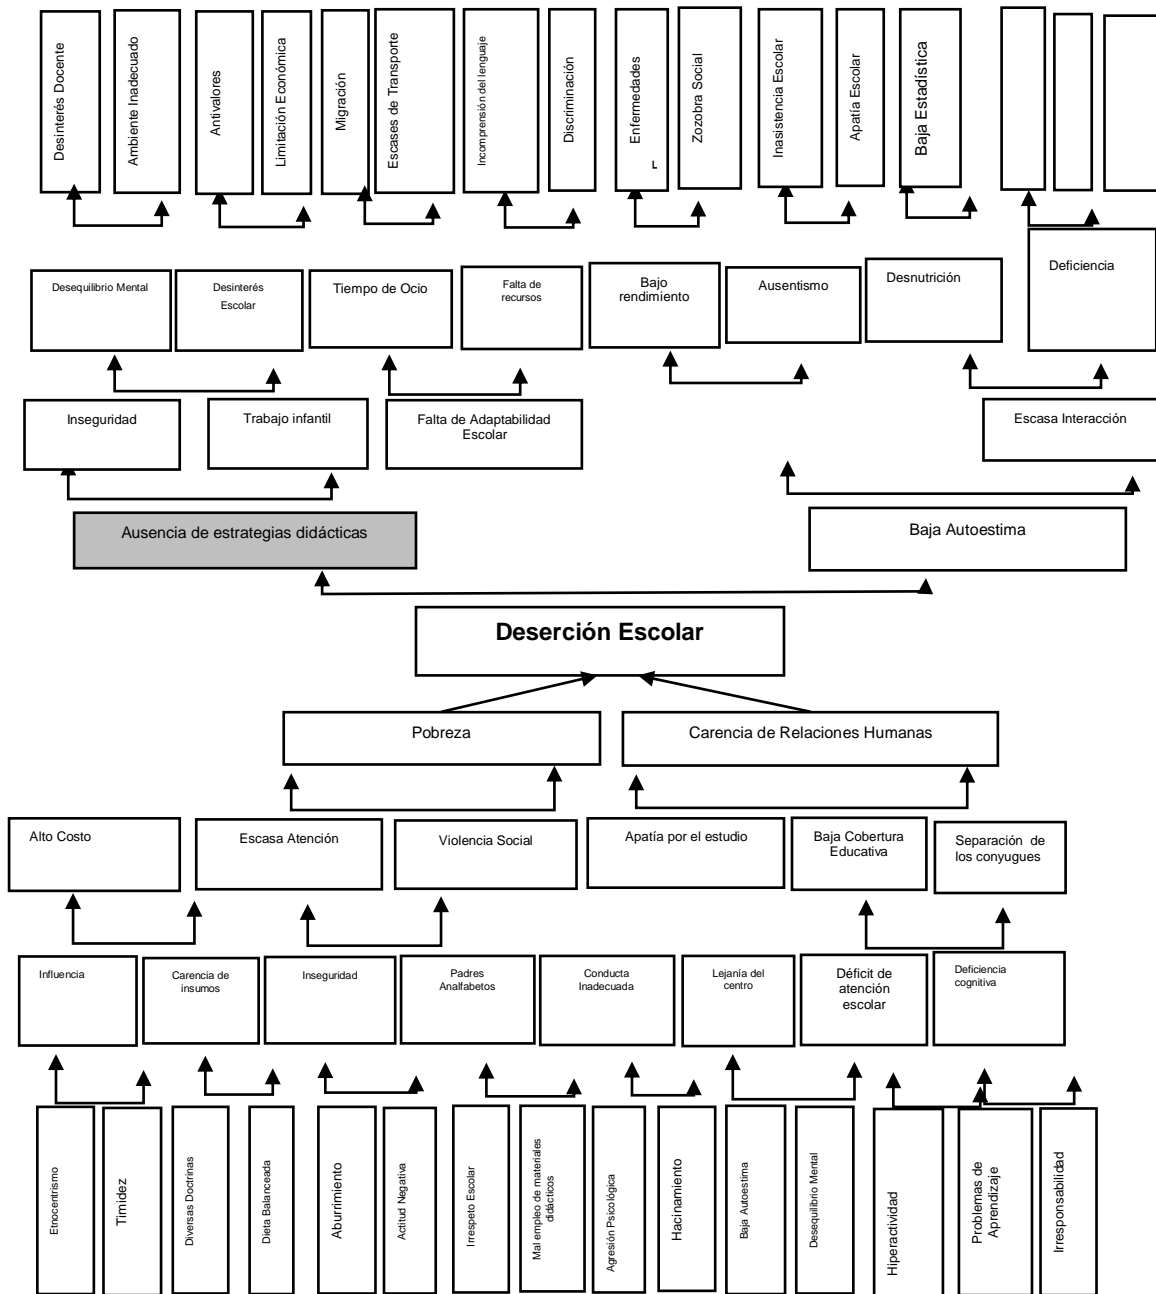 Desinterés Docente
Ambiente Inadecuado
Antivalores
Limitación Económica
Migración
Escases de Transporte
Incomprensión del lenguaje
Discriminación
Enfermedades
Zozobra Social
Inasistencia Escolar
Apatía Escolar
Baja Estadística
Desequilibrio Mental
Desinterés
Escolar
Tiempo de Ocio
Falta de
recursos
Bajo
rendimiento
Ausentismo
Desnutrición
Deficiencia
Inseguridad
Trabajo infantil
Falta de Adaptabilidad
Escolar
Escasa Interacción
Ausencia de estrategias didácticas
Baja Autoestima
Deserción Escolar
Pobreza
Carencia de Relaciones Humanas
Alto Costo
Escasa Atención
Violencia Social
Apatía por el estudio
Baja Cobertura
Educativa
Separación de
los conyugues
Influencia
Carencia de
insumos
Inseguridad
Padres
Analfabetos
Conducta
Inadecuada
Lejanía del
centro
Déficit de
atención
escolar
Deficiencia
cognitiva
Etnocentrismo
Timidez
Diversas Doctrinas
Dieta Balanceada
Aburrimiento
Actitud Negativa
Irrespeto Escolar
Mal empleo de materiales
didácticos
Agresión Psicológica
Hacinamiento
Baja Autoestima
Desequilibrio Mental
Hiperactividad
Problemas de
Aprendizaje
Irresponsabilidad